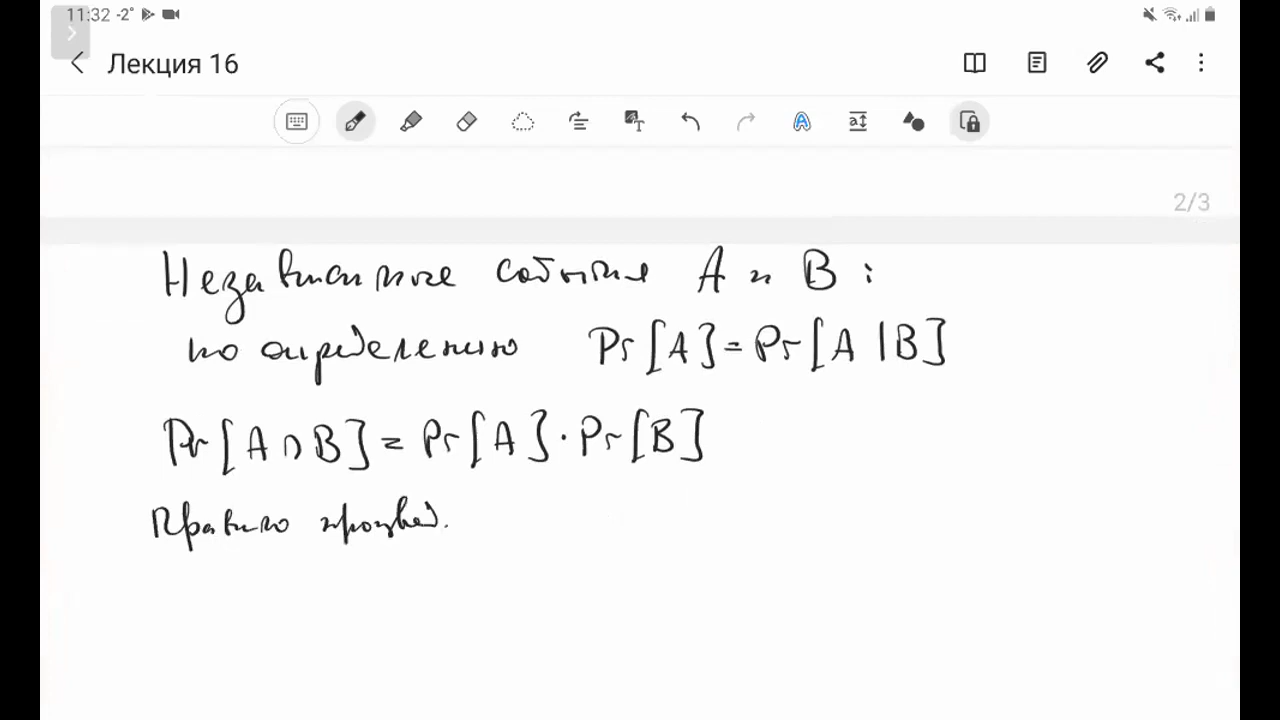 11:32 -2°
Лекция 16
2/3
Независимые события A и B :
по определению Pr[A] = Pr[A | B]
Pr[A ∩ B] = Pr[A] · Pr[B]
Правило произвед.